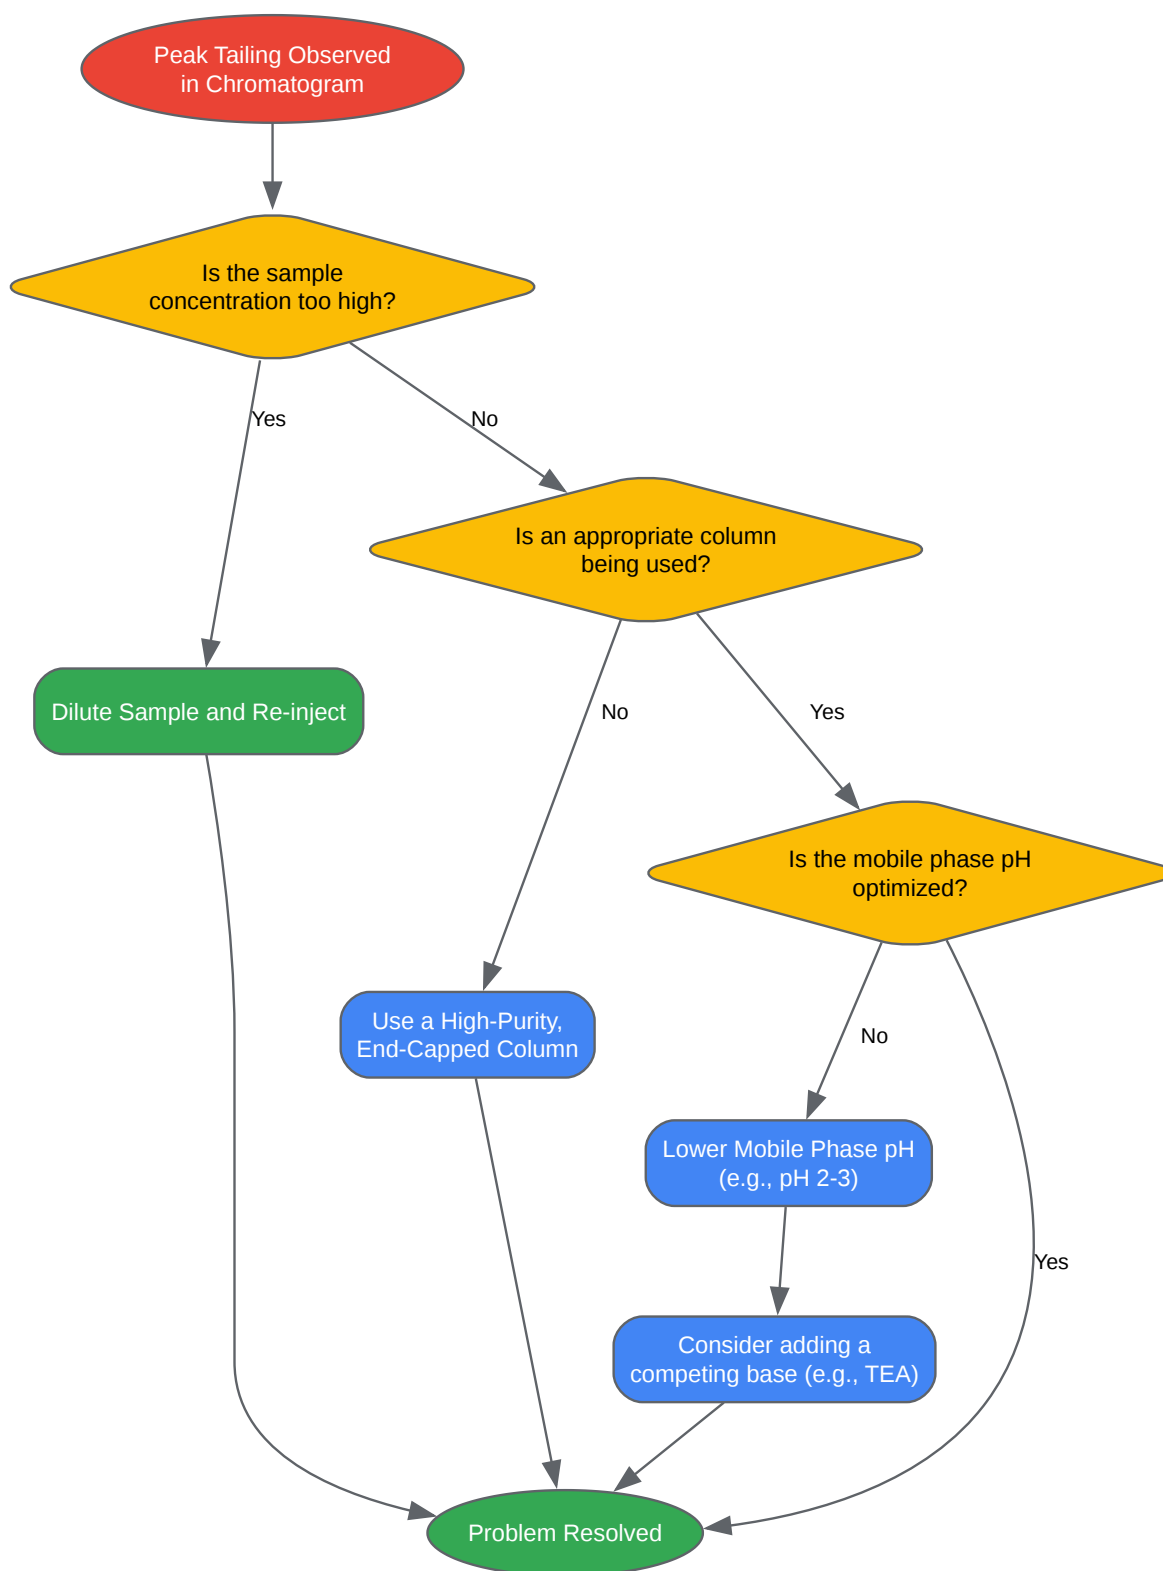 Peak Tailing Observed
in Chromatogram
Is the sample
concentration too high?
Yes
No
Is an appropriate column
being used?
Dilute Sample and Re-inject
No
Yes
Is the mobile phase pH
optimized?
Use a High-Purity,
End-Capped Column
No
Lower Mobile Phase pH
(e.g., pH 2-3)
Yes
Consider adding a
competing base (e.g., TEA)
Problem Resolved